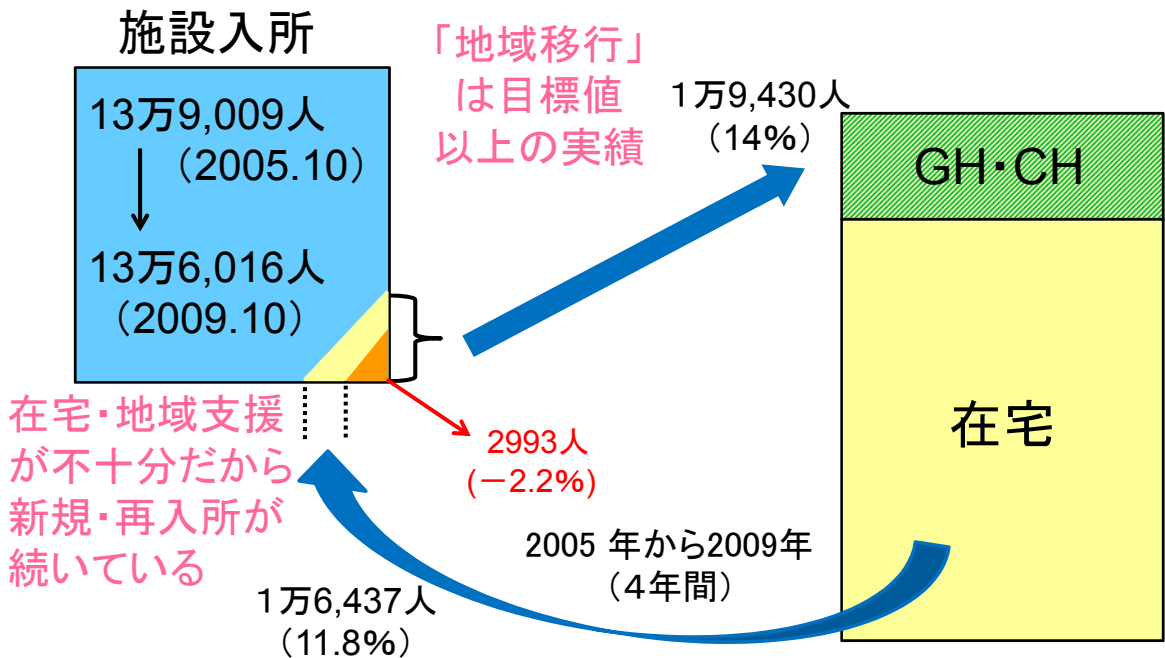 施設入所
13万9,009人
（2005.10）
13万6,016人
（2009.10）
「地域移行」
は目標値
以上の実績
１万9,430人
（14%）
GH・CH
在宅
在宅・地域支援
が不十分だから
新規・再入所が
続いている
2993人
(－2.2%)
2005 年から2009年
（４年間）
１万6,437人
（11.8%）